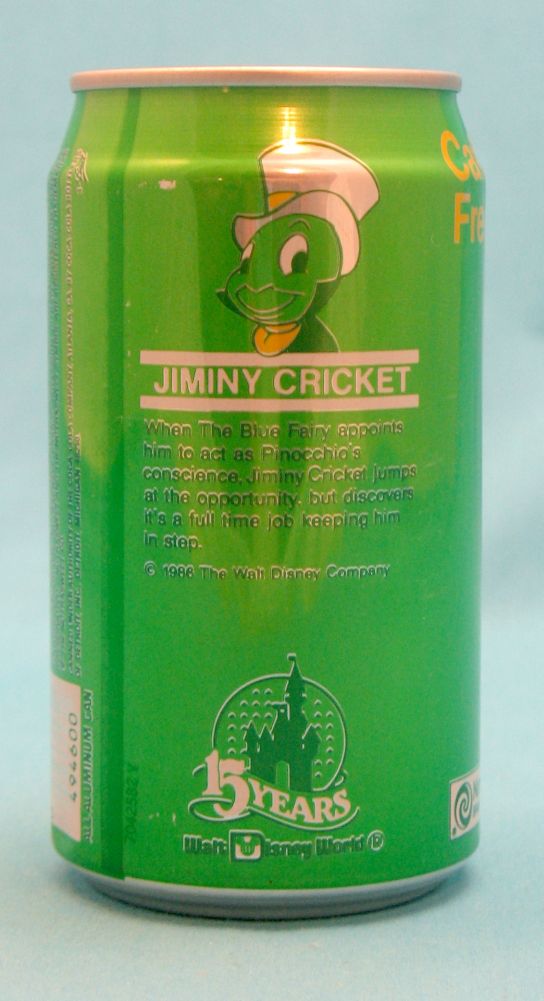 JIMINY CRICKET
When The Blue Fairy appoints
him to act as Pinocchio's
conscience, Jiminy Cricket jumps
at the opportunity, but discovers
it's a full time job keeping him
in step.
© 1986 The Walt Disney Company
15 YEARS
Walt Disney World ®
Ca
Fre
494600
ALL ALUMINUM CAN